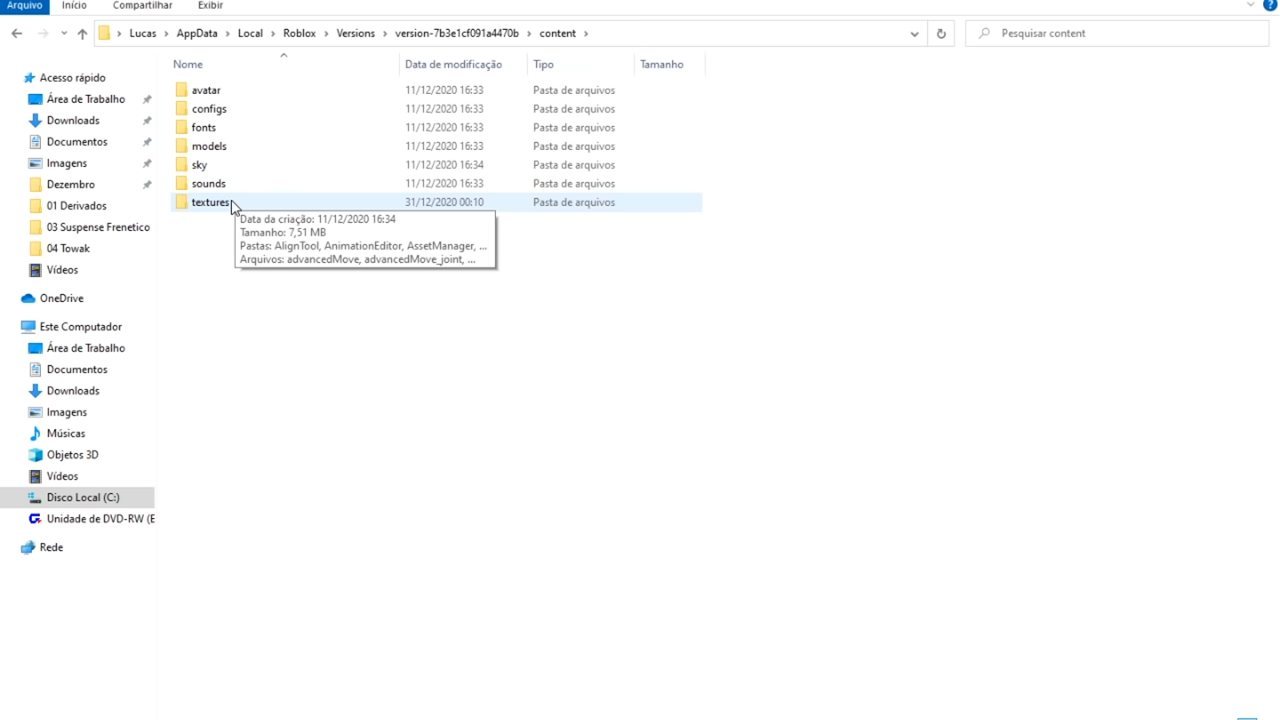 Arquivo Início Compartilhar Exibir
Lucas AppData Local Roblox Versions version-7b3e1cf091a4470b content
Pesquisar content
Nome Data de modificação Tipo Tamanho
avatar 11/12/2020 16:33 Pasta de arquivos
configs 11/12/2020 16:33 Pasta de arquivos
fonts 11/12/2020 16:33 Pasta de arquivos
models 11/12/2020 16:33 Pasta de arquivos
sky 11/12/2020 16:34 Pasta de arquivos
sounds 11/12/2020 16:33 Pasta de arquivos
textures 31/12/2020 00:10 Pasta de arquivos
Data da criação: 11/12/2020 16:34
Tamanho: 7,51 MB
Pastas: AlignTool, AnimationEditor, AssetManager, ...
Arquivos: advancedMove, advancedMove_joint, ...
Acesso rápido
Área de Trabalho
Downloads
Documentos
Imagens
Dezembro
01 Derivados
03 Suspense Frenetico
04 Towak
Vídeos
OneDrive
Este Computador
Área de Trabalho
Documentos
Downloads
Imagens
Músicas
Objetos 3D
Vídeos
Disco Local (C:)
Unidade de DVD-RW (E
Rede